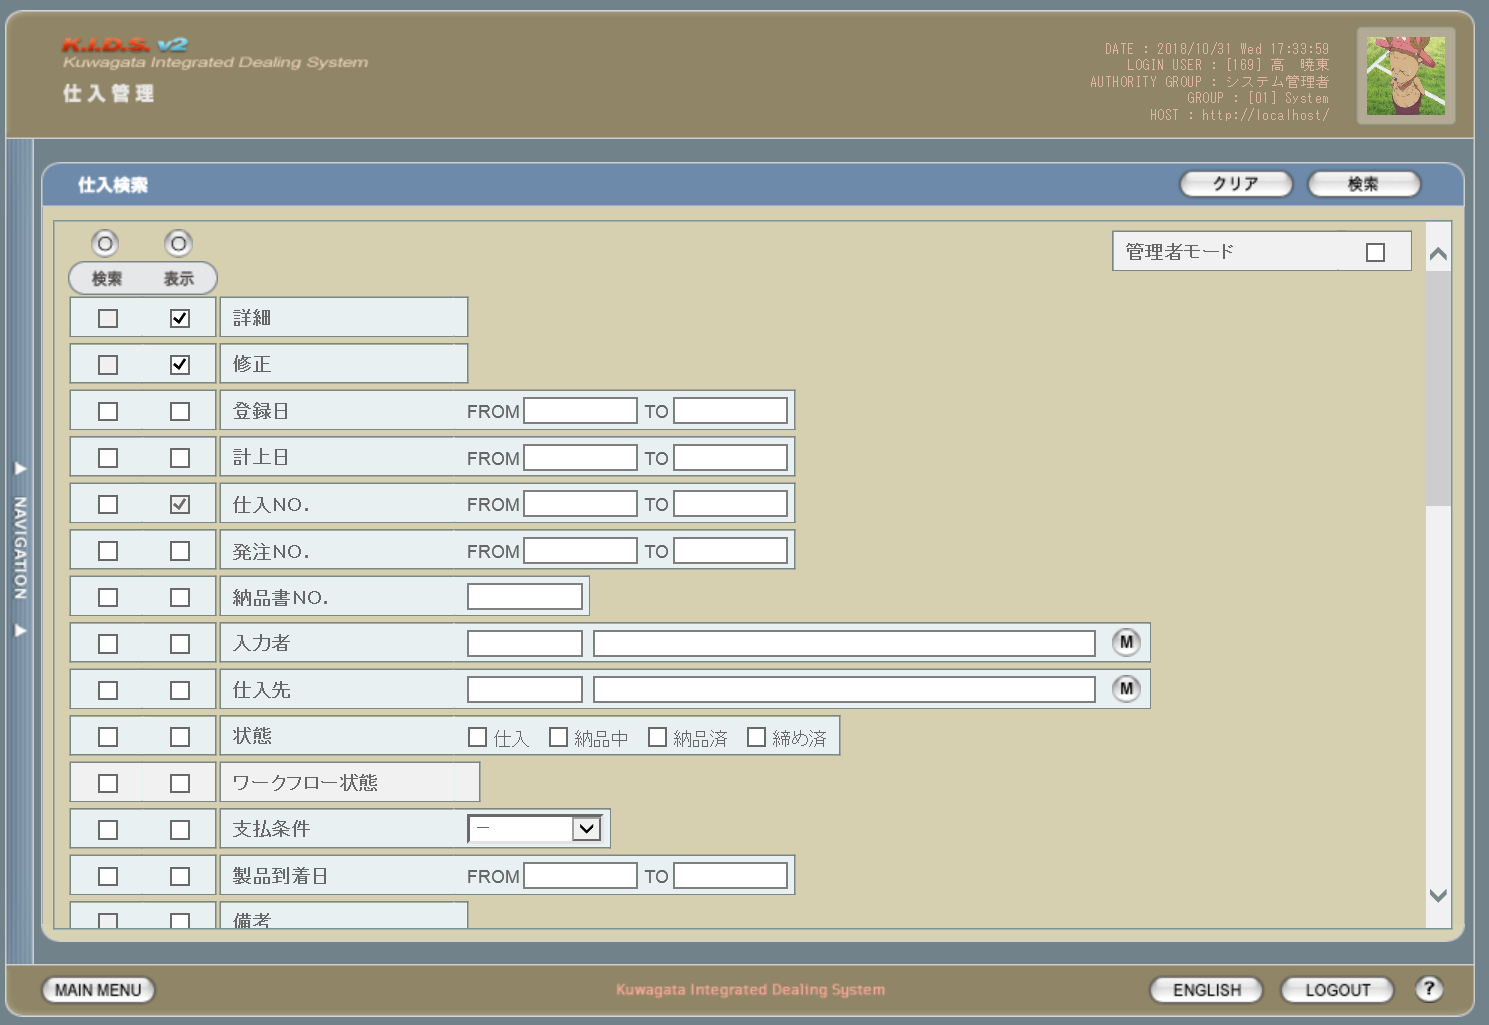 K.I.D.S. v2
Kuwagata Integrated Dealing System
仕入管理
DATE : 2018/10/31 Wed 17:33:59
LOGIN USER : [169] 高　暁東
AUTHORITY GROUP : システム管理者
GROUP : [01] System
HOST : http://localhost/
仕入検索
クリア
検索
管理者モード
検索 表示
詳細
修正
登録日 FROM TO
計上日 FROM TO
仕入NO. FROM TO
発注NO. FROM TO
納品書NO.
入力者 M
仕入先 M
状態 仕入 納品中 納品済 締め済
ワークフロー状態
支払条件 －
製品到着日 FROM TO
備考
NAVIGATION
MAIN MENU
Kuwagata Integrated Dealing System
ENGLISH
LOGOUT
?